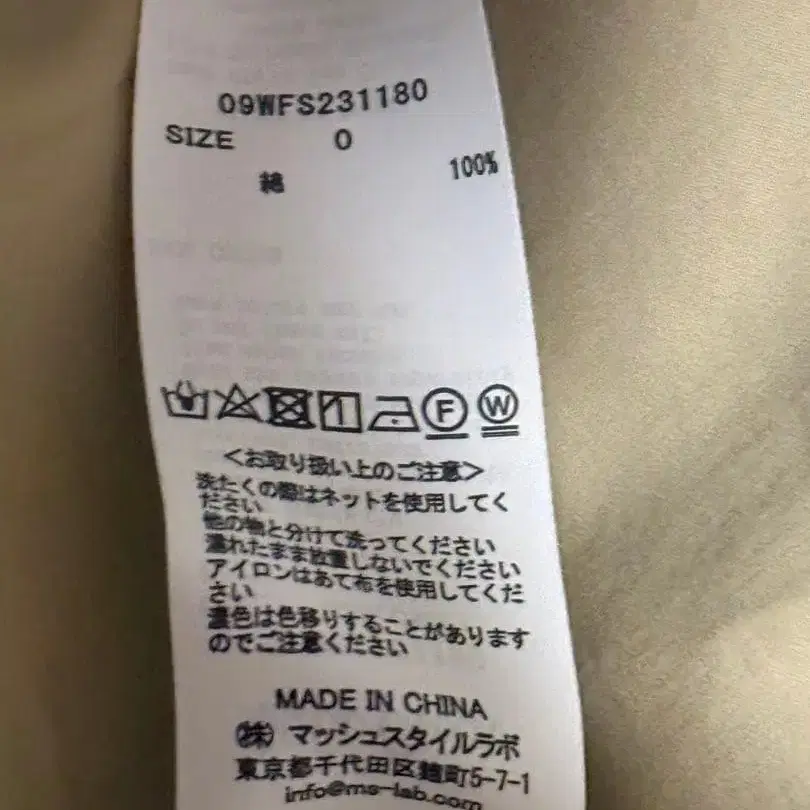 09WFS231180
SIZE 0
綿 100%
F W
<お取り扱い上のご注意>
洗たくの際はネットを使用してく
ださい
他の物と分けて洗ってください
濡れたまま放置しないでください
アイロンはあて布を使用してくだ
さい
濃色は色移りすることがあります
のでご注意ください
MADE IN CHINA
㈱ マッシュスタイルラボ
東京都千代田区麹町5-7-1
info@ms-lab.com